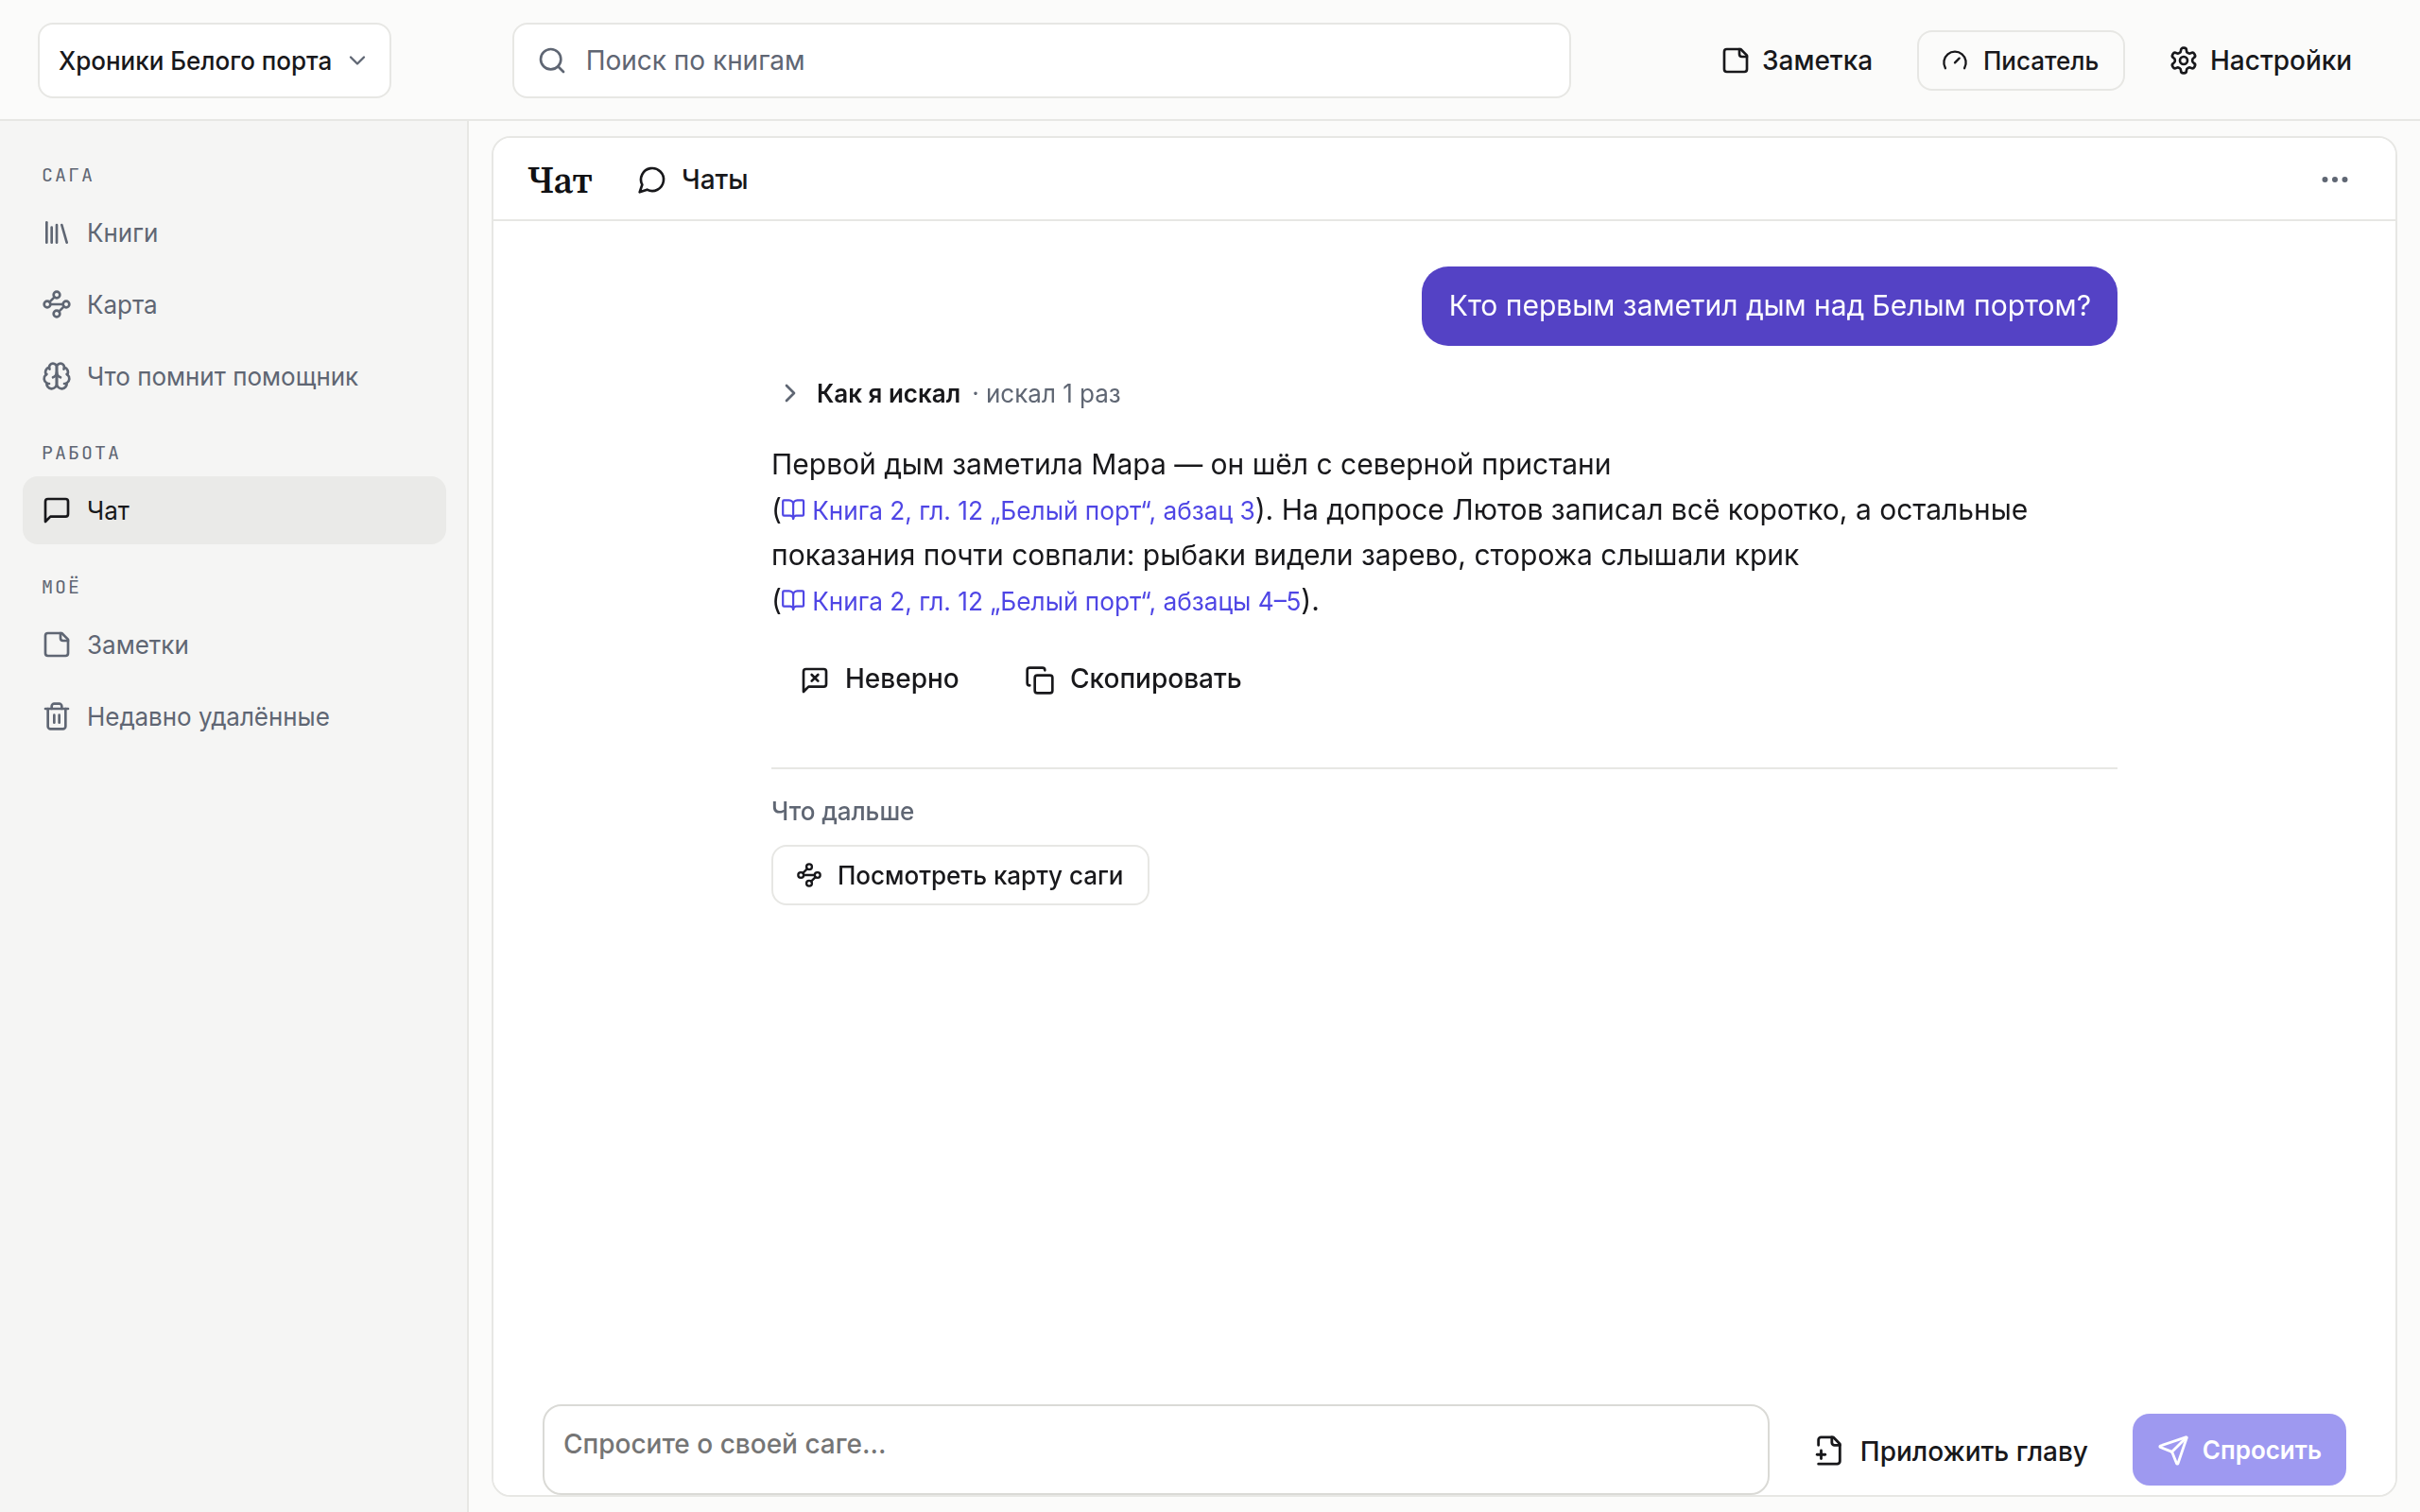 Хроники Белого порта
Поиск по книгам
Заметка
Писатель
Настройки
САГА
Книги
Карта
Что помнит помощник
РАБОТА
Чат
МОЁ
Заметки
Недавно удалённые
Чат
Чаты
Кто первым заметил дым над Белым портом?
Как я искал · искал 1 раз
Первой дым заметила Мара — он шёл с северной пристани
(Книга 2, гл. 12 „Белый порт“, абзац 3). На допросе Лютов записал всё коротко, а остальные
показания почти совпали: рыбаки видели зарево, сторожа слышали крик
(Книга 2, гл. 12 „Белый порт“, абзацы 4–5).
Неверно
Скопировать
Что дальше
Посмотреть карту саги
Спросите о своей саге...
Приложить главу
Спросить